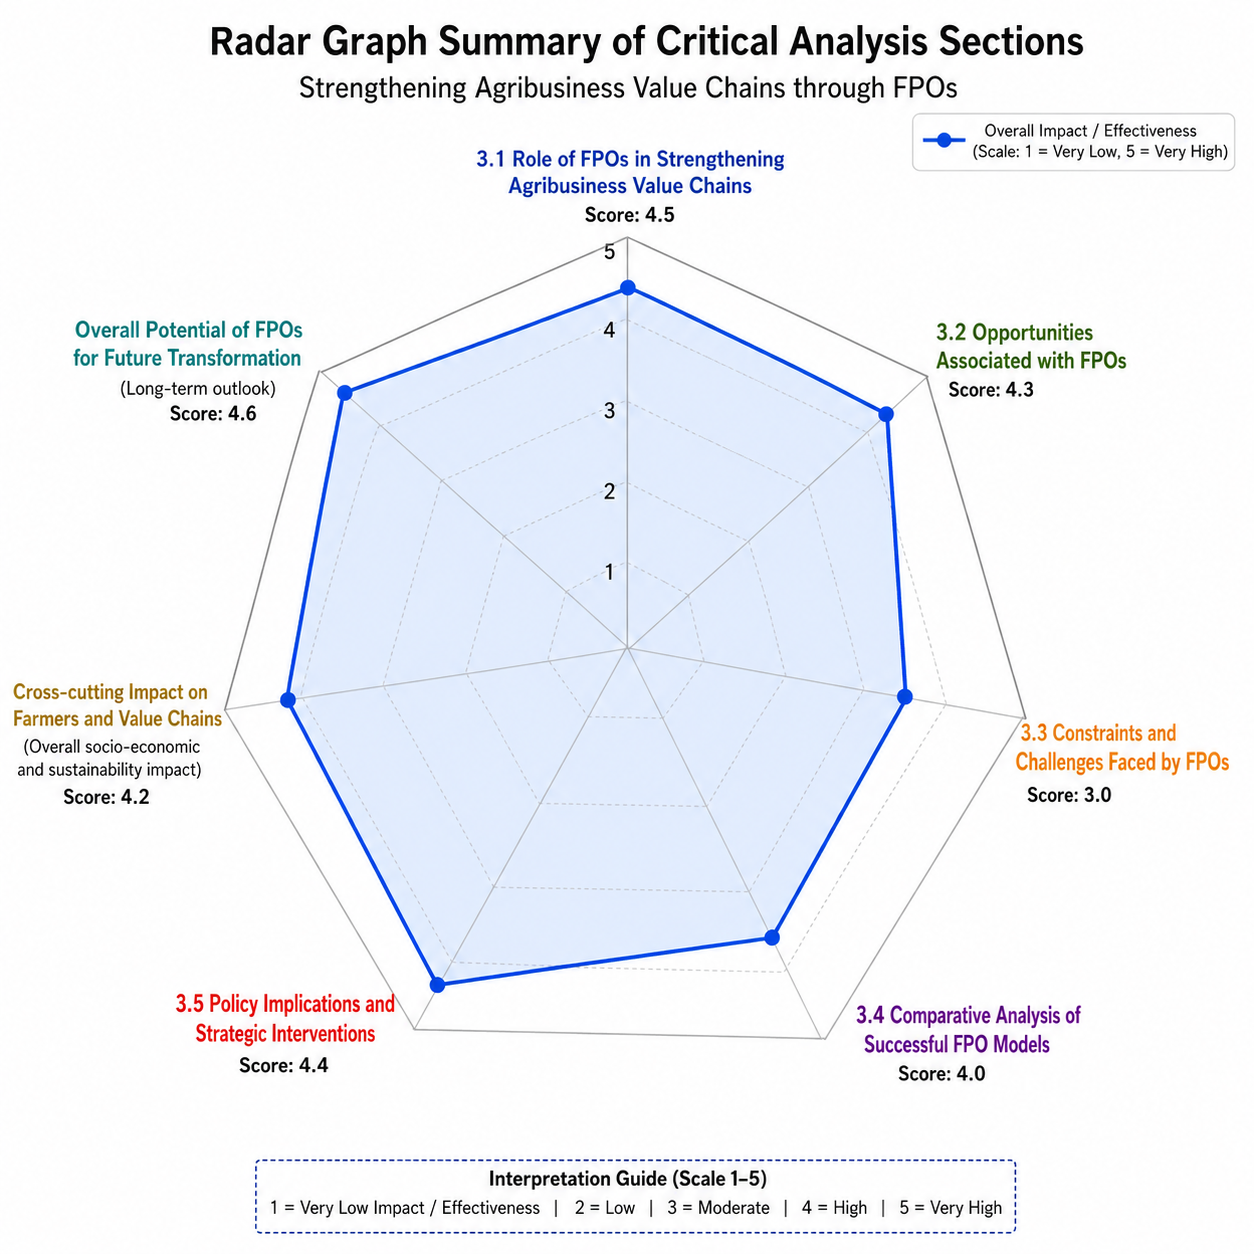 Radar Graph Summary of Critical Analysis Sections
Strengthening Agribusiness Value Chains through FPOs
Overall Impact / Effectiveness
(Scale: 1 = Very Low, 5 = Very High)
3.1 Role of FPOs in Strengthening
Agribusiness Value Chains
Score: 4.5
5
4
3
2
1
3.2 Opportunities
Associated with FPOs
Score: 4.3
3.3 Constraints and
Challenges Faced by FPOs
Score: 3.0
3.4 Comparative Analysis of
Successful FPO Models
Score: 4.0
3.5 Policy Implications and
Strategic Interventions
Score: 4.4
Cross-cutting Impact on
Farmers and Value Chains
(Overall socio-economic
and sustainability impact)
Score: 4.2
Overall Potential of FPOs
for Future Transformation
(Long-term outlook)
Score: 4.6
Interpretation Guide (Scale 1–5)
1 = Very Low Impact / Effectiveness | 2 = Low | 3 = Moderate | 4 = High | 5 = Very High